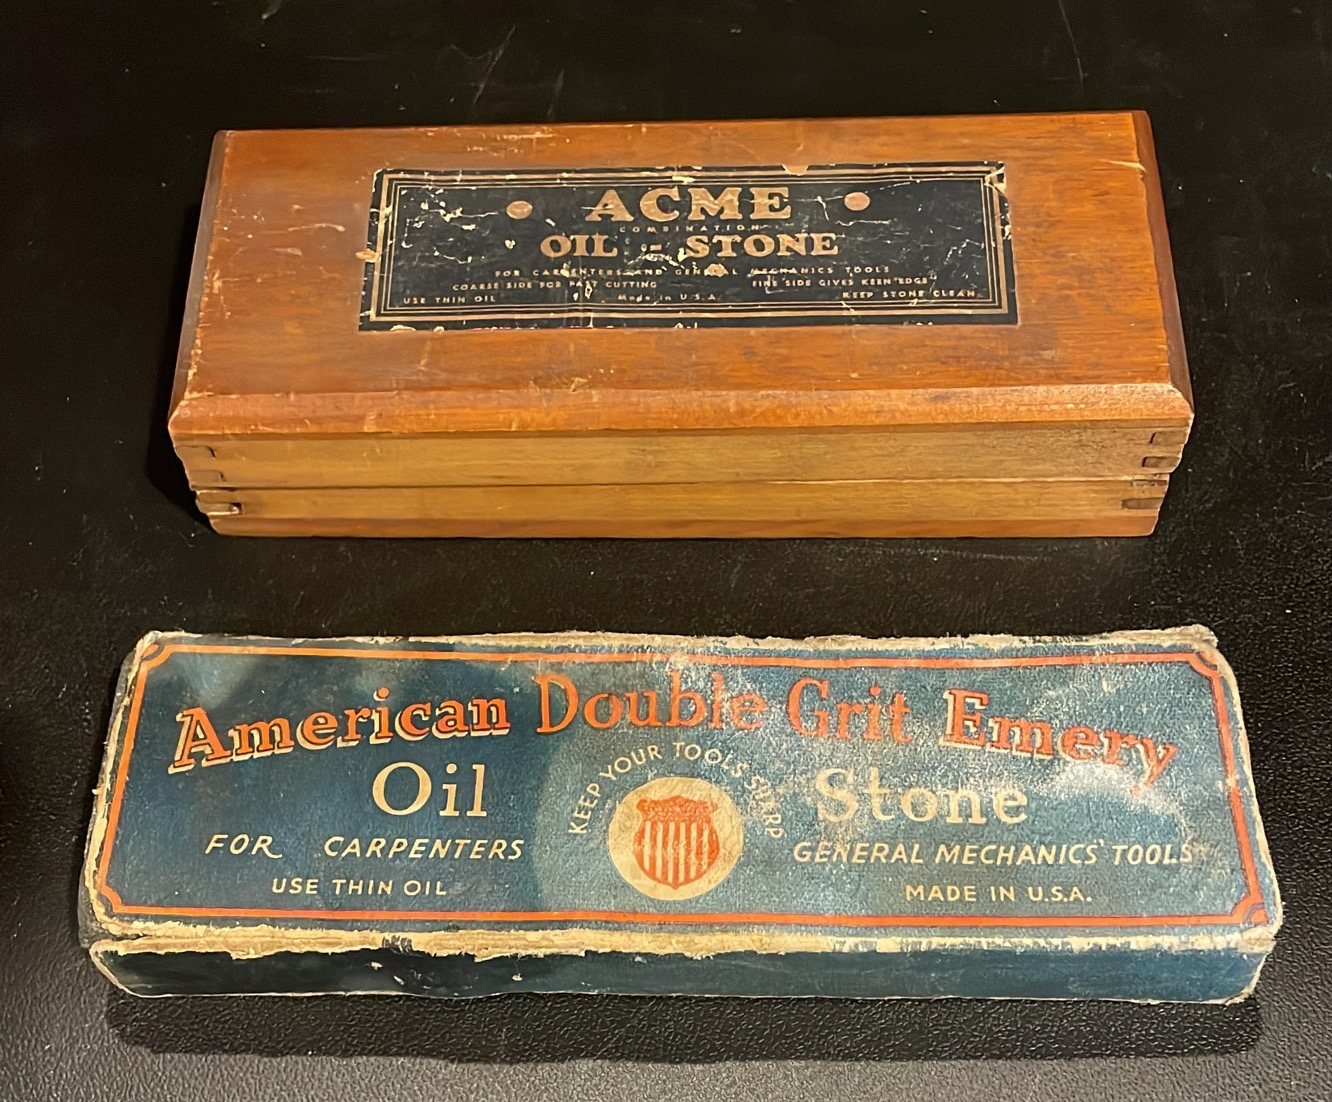 ACME
COMBINATION
OIL - STONE
FOR CARPENTERS AND GENERAL MECHANICS TOOLS
COARSE SIDE FOR FAST CUTTING FINE SIDE GIVES KEEN EDGE
USE THIN OIL Made in U.S.A KEEP STONE CLEAN
American Double Grit Emery
KEEP YOUR TOOLS SHARP
Oil Stone
FOR CARPENTERS GENERAL MECHANICS' TOOLS
USE THIN OIL MADE IN U.S.A.